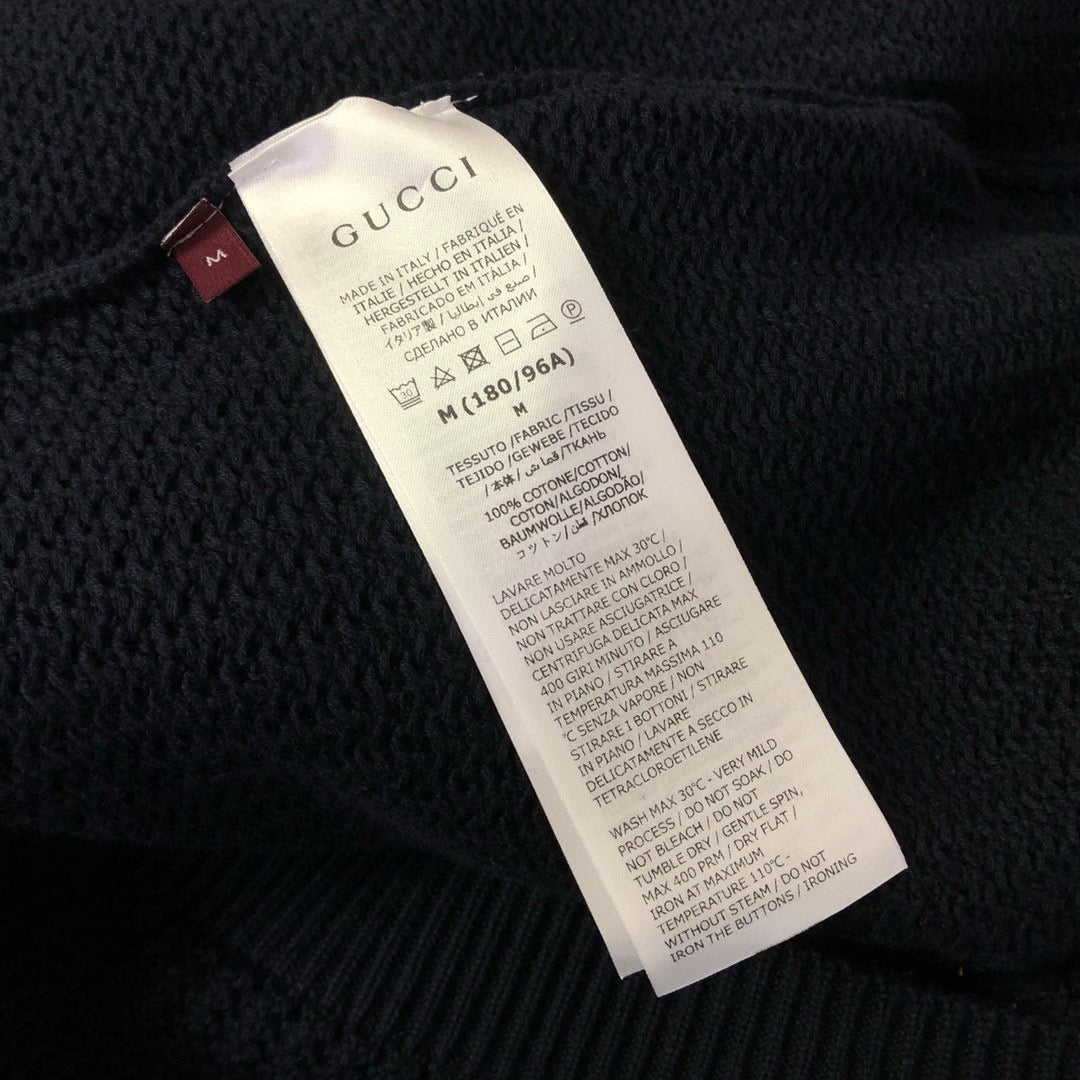 GUCCI
M
MADE IN ITALY / FABRIQUÉ EN
ITALIE / HECHO EN ITALIA /
HERGESTELLT IN ITALIEN /
FABRICADO EM ITÁLIA /
イタリア製 / صنع في إيطاليا /
СДЕЛАНО В ИТАЛИИ
30 P
M (180/96A)
M
TESSUTO /FABRIC /TISSU /
TEJIDO /GEWEBE /TECIDO
/ 本体 / قماش /ТКАНЬ
100% COTONE/COTTON/
COTON/ALGODON/
BAUMWOLLE/ALGODÃO/
コットン / قطن /ХЛОПОК
LAVARE MOLTO
DELICATAMENTE MAX 30°C /
NON LASCIARE IN AMMOLLO /
NON TRATTARE CON CLORO /
NON USARE ASCIUGATRICE /
CENTRIFUGA DELICATA MAX
400 GIRI MINUTO / ASCIUGARE
IN PIANO / STIRARE A
TEMPERATURA MASSIMA 110
°C SENZA VAPORE / NON
STIRARE I BOTTONI / STIRARE
IN PIANO / LAVARE
DELICATAMENTE A SECCO IN
TETRACLOROETILENE
WASH MAX 30°C - VERY MILD
PROCESS / DO NOT SOAK / DO
NOT BLEACH / DO NOT
TUMBLE DRY / GENTLE SPIN,
MAX 400 PRM / DRY FLAT /
IRON AT MAXIMUM
TEMPERATURE 110°C -
WITHOUT STEAM / DO NOT
IRON THE BUTTONS / IRONING